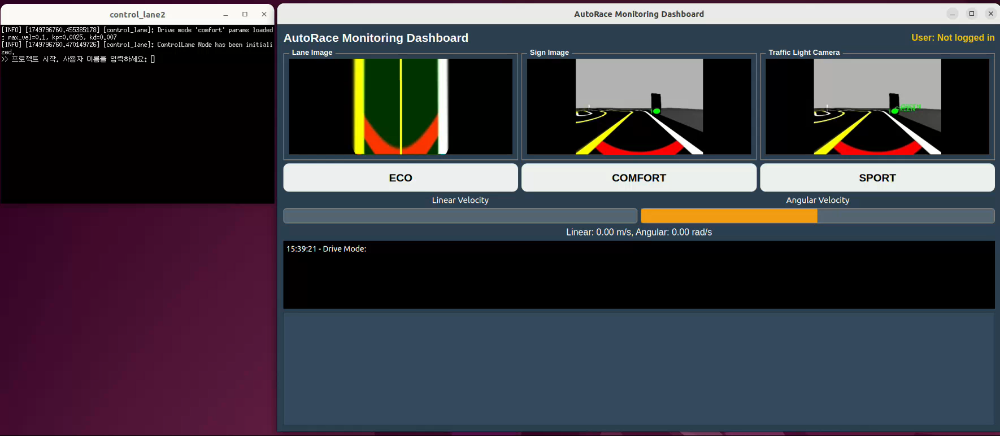 control_lane2
[INFO] [1749796760.455385178] [control_lane]: Drive mode 'comfort' params loaded
: max_vel=0.1, kp=0.0025, kd=0.007
[INFO] [1749796760.470149726] [control_lane]: ControlLane Node has been initiali
zed.
>> 프로젝트 시작. 사용자 이름을 입력하세요:
AutoRace Monitoring Dashboard
AutoRace Monitoring Dashboard
User: Not logged in
Lane Image
Sign Image
Traffic Light Camera
GREEN
ECO
COMFORT
SPORT
Linear Velocity
Angular Velocity
Linear: 0.00 m/s, Angular: 0.00 rad/s
15:39:21 - Drive Mode: